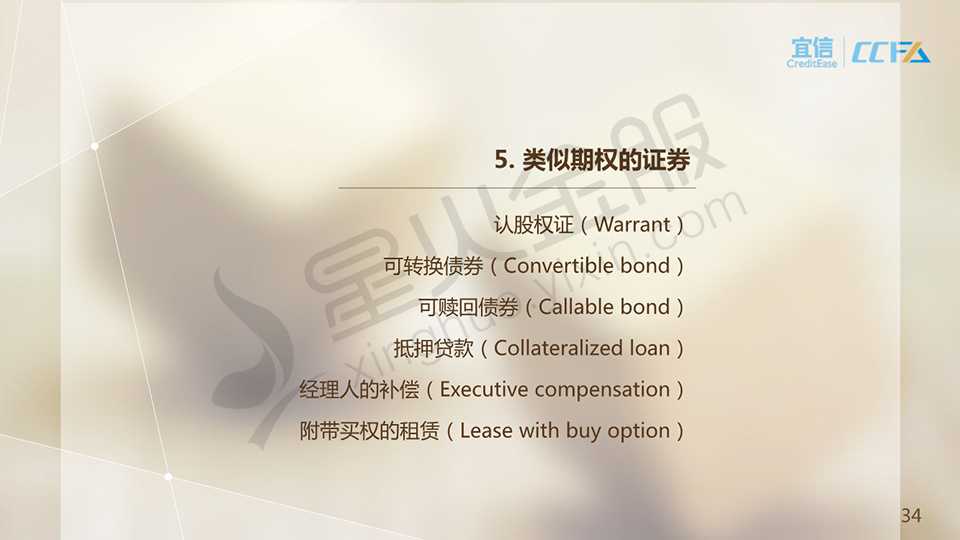 宜信
CreditEase
CCFA
5. 类似期权的证券
认股权证（Warrant）
可转换债券（Convertible bond）
可赎回债券（Callable bond）
抵押贷款（Collateralized loan）
经理人的补偿（Executive compensation）
附带买权的租赁（Lease with buy option）
星火金服
xinghuo.yixin.com
34